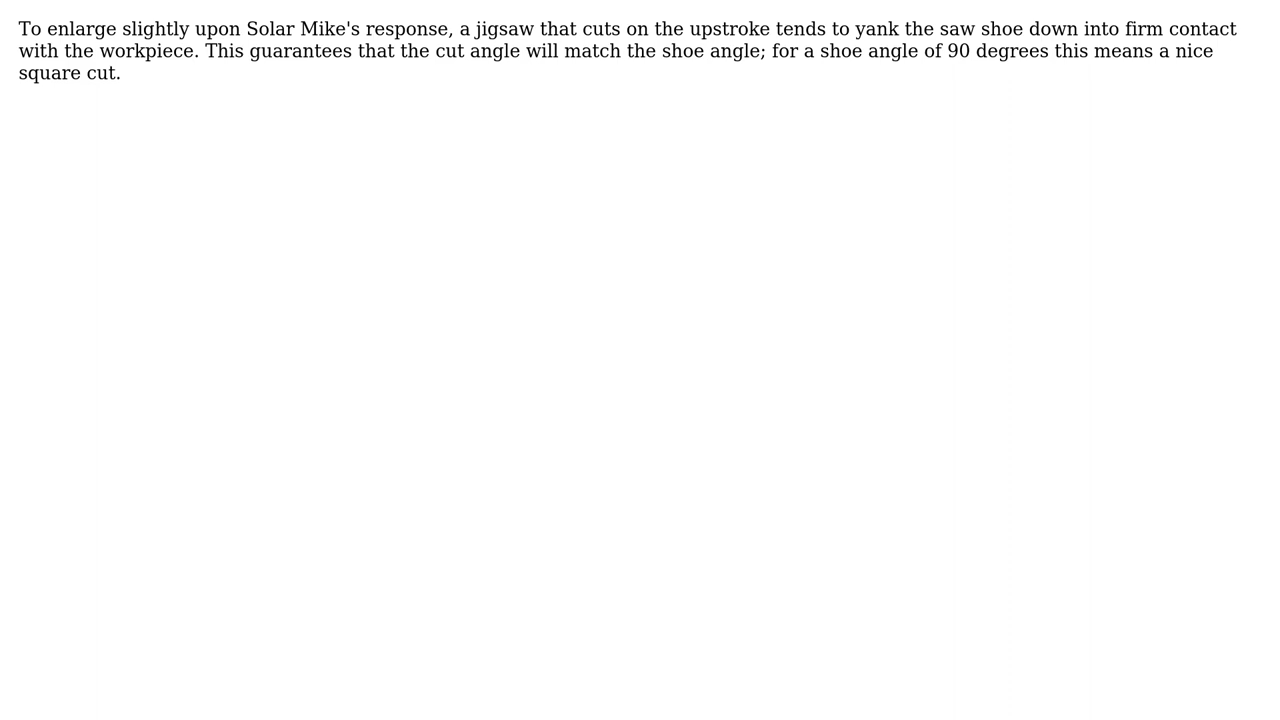 To enlarge slightly upon Solar Mike's response, a jigsaw that cuts on the upstroke tends to yank the saw shoe down into firm contact
with the workpiece. This guarantees that the cut angle will match the shoe angle; for a shoe angle of 90 degrees this means a nice
square cut.